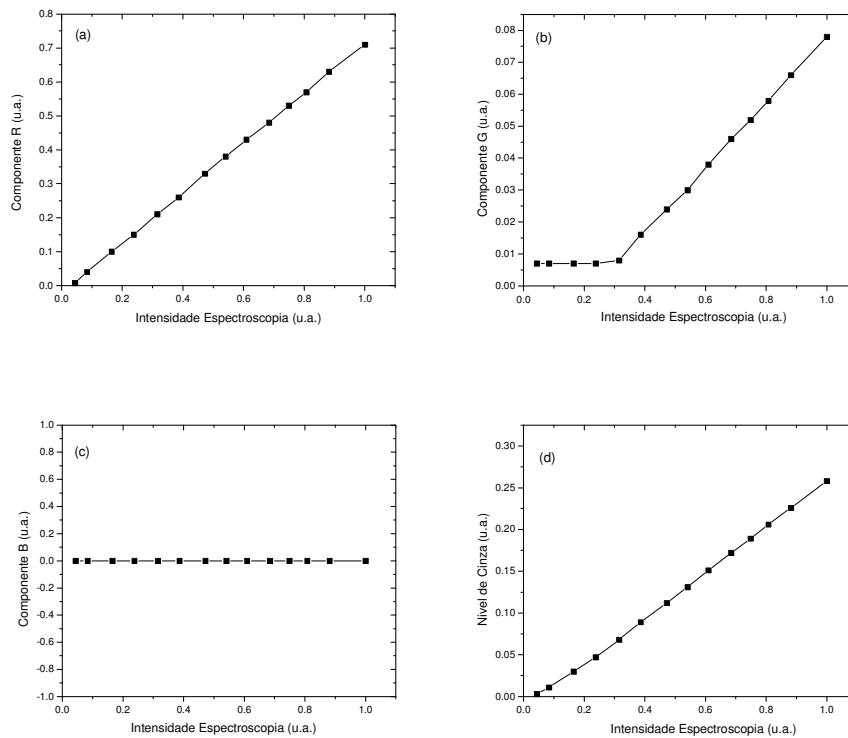 (a)
0.8
0.7
0.6
0.5
0.4
0.3
0.2
0.1
0.0
0.0 0.2 0.4 0.6 0.8 1.0
Componente R (u.a.)
Intensidade Espectroscopia (u.a.)
(b)
0.08
0.07
0.06
0.05
0.04
0.03
0.02
0.01
0.00
0.0 0.2 0.4 0.6 0.8 1.0
Componente G (u.a.)
Intensidade Espectroscopia (u.a.)
(c)
1.0
0.8
0.6
0.4
0.2
0.0
-0.2
-0.4
-0.6
-0.8
-1.0
0.0 0.2 0.4 0.6 0.8 1.0
Componente B (u.a.)
Intensidade Espectroscopia (u.a.)
(d)
0.30
0.25
0.20
0.15
0.10
0.05
0.00
0.0 0.2 0.4 0.6 0.8 1.0
Nivel de Cinza (u.a.)
Intensidade Espectroscopia (u.a.)